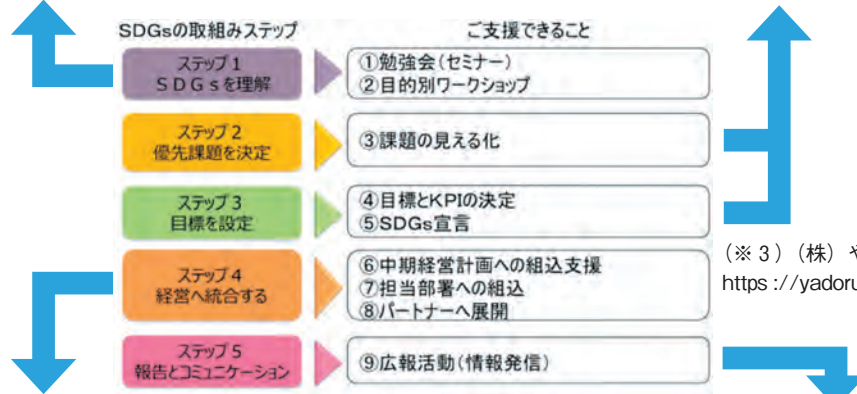 SDGsの取組みステップ
ご支援できること
ステップ1
SDGsを理解
①勉強会(セミナー)
②目的別ワークショップ
ステップ2
優先課題を決定
③課題の見える化
ステップ3
目標を設定
④目標とKPIの決定
⑤SDGs宣言
(※3)(株)や
https://yadoru
ステップ4
経営へ統合する
⑥中期経営計画への組込支援
⑦担当部署への組込
⑧パートナーへ展開
ステップ5
報告とコミュニケーション
⑨広報活動(情報発信)